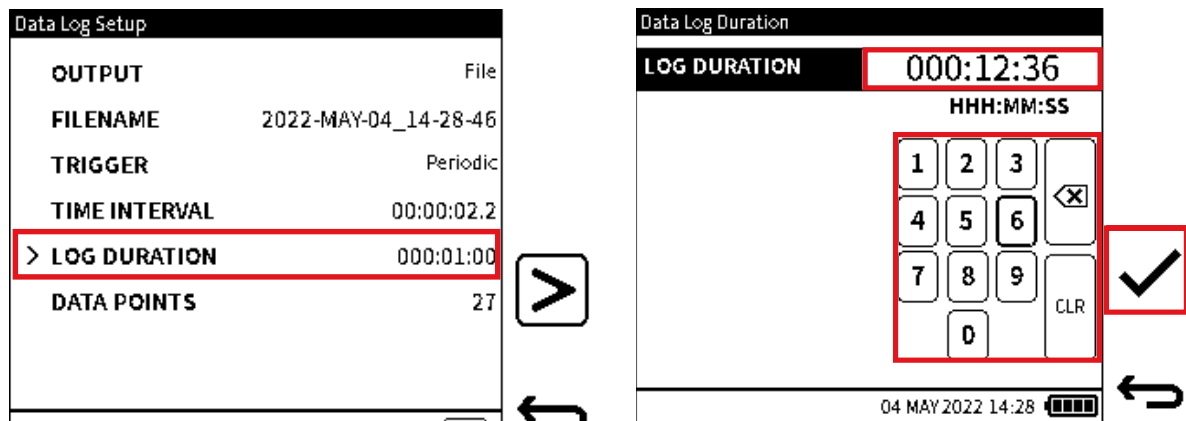 Data Log Setup
OUTPUT File
FILENAME 2022-MAY-04_14-28-46
TRIGGER Periodic
TIME INTERVAL 00:00:02.2
> LOG DURATION 000:01:00
DATA POINTS 27
>
Data Log Duration
LOG DURATION 000:12:36
HHH:MM:SS
1 2 3
4 5 6
7 8 9
CLR
0
04 MAY 2022 14:28